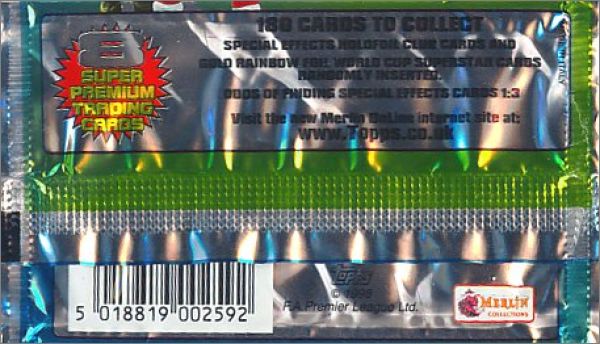 8
SUPER
PREMIUM
TRADING
CARDS
180 CARDS TO COLLECT
SPECIAL EFFECTS HOLOFOIL CLUB CARDS AND
GOLD RAINBOW FOIL WORLD CUP SUPERSTAR CARDS
RANDOMLY INSERTED.
ODDS OF FINDING SPECIAL EFFECTS CARDS 1:3
Visit the new Merlin OnLine internet site at:
www.Topps.co.uk
5 018819 002592
Topps
F.A. Premier League Ltd.
MERLIN
COLLECTIONS